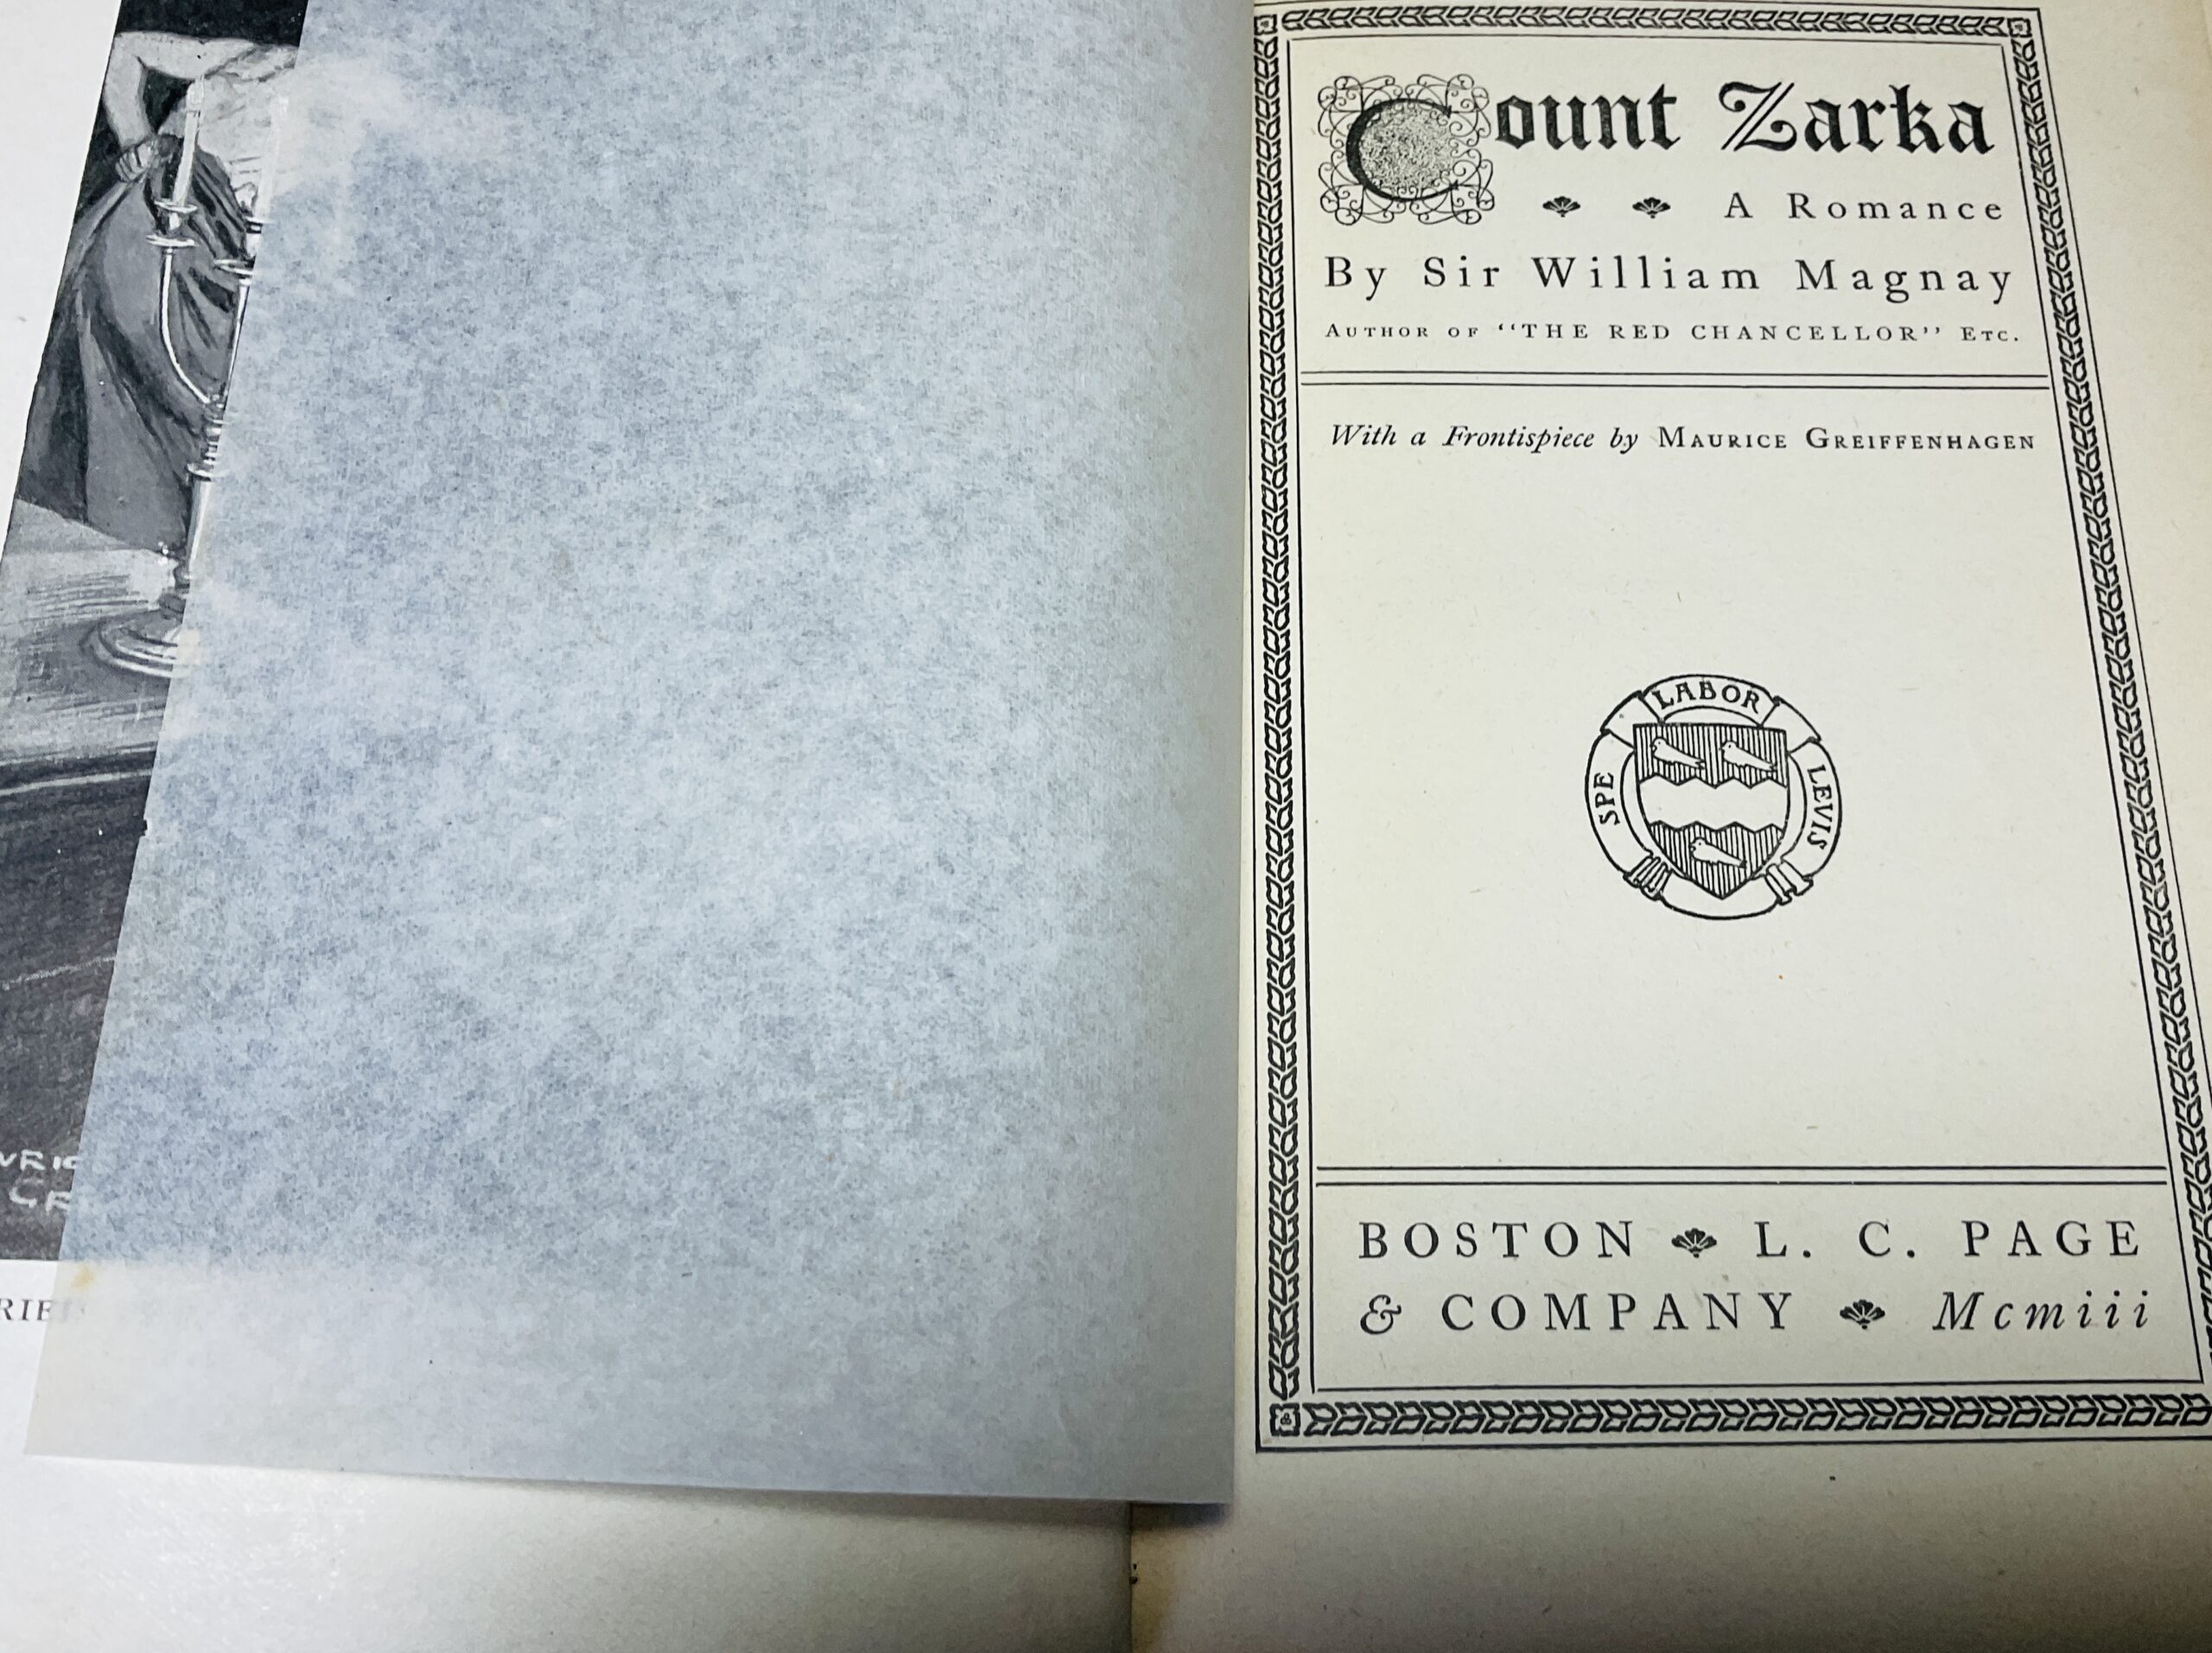 Count Zarka
A Romance
By Sir William Magnay
AUTHOR OF "THE RED CHANCELLOR" ETC.
With a Frontispiece by MAURICE GREIFFENHAGEN
SPE LABOR LEVIS
BOSTON L. C. PAGE
& COMPANY Mcmiii